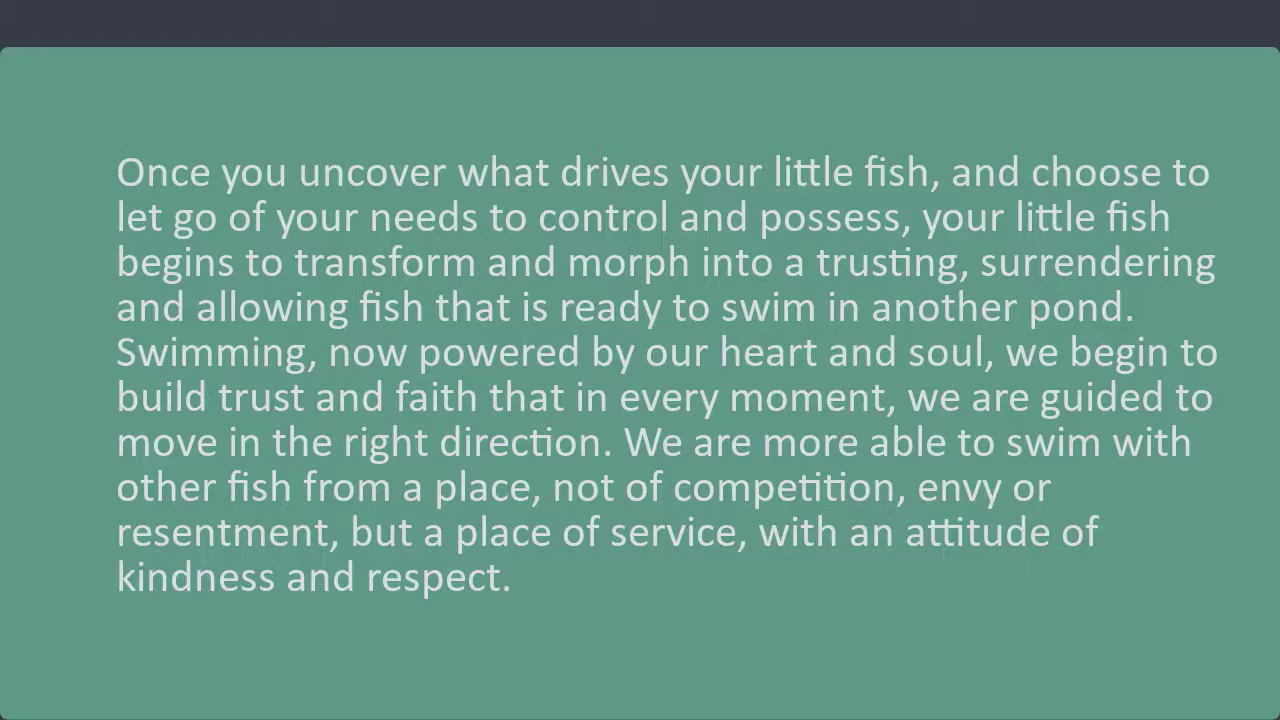 Once you uncover what drives your little fish, and choose to
let go of your needs to control and possess, your little fish
begins to transform and morph into a trusting, surrendering
and allowing fish that is ready to swim in another pond.
Swimming, now powered by our heart and soul, we begin to
build trust and faith that in every moment, we are guided to
move in the right direction. We are more able to swim with
other fish from a place, not of competition, envy or
resentment, but a place of service, with an attitude of
kindness and respect.